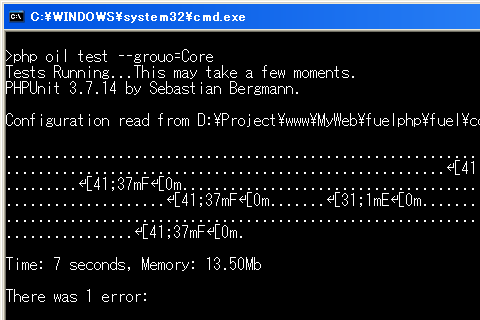 C:¥WINDOWS¥system32¥cmd.exe
>php oil test --grouo=Core
Tests Running...This may take a few moments.
PHPUnit 3.7.14 by Sebastian Bergmann.
Configuration read from D:¥Project¥www¥MyWeb¥fuelphp¥fuel¥co
...........................................................
.......................................................↵[41
.........↵[41;37mF↵[0m.....................................
....................↵[41;37mF↵[0m.......↵[31;1mE↵[0m.......
...........................................................
................↵[41;37mF↵[0m.
Time: 7 seconds, Memory: 13.50Mb
There was 1 error: